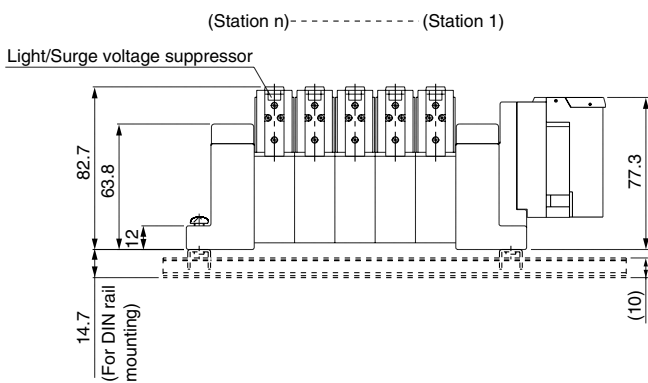 (Station n)---------- (Station 1)
Light/Surge voltage suppressor
82.7
63.8
12
77.3
14.7
(For DIN rail
mounting)
(10)